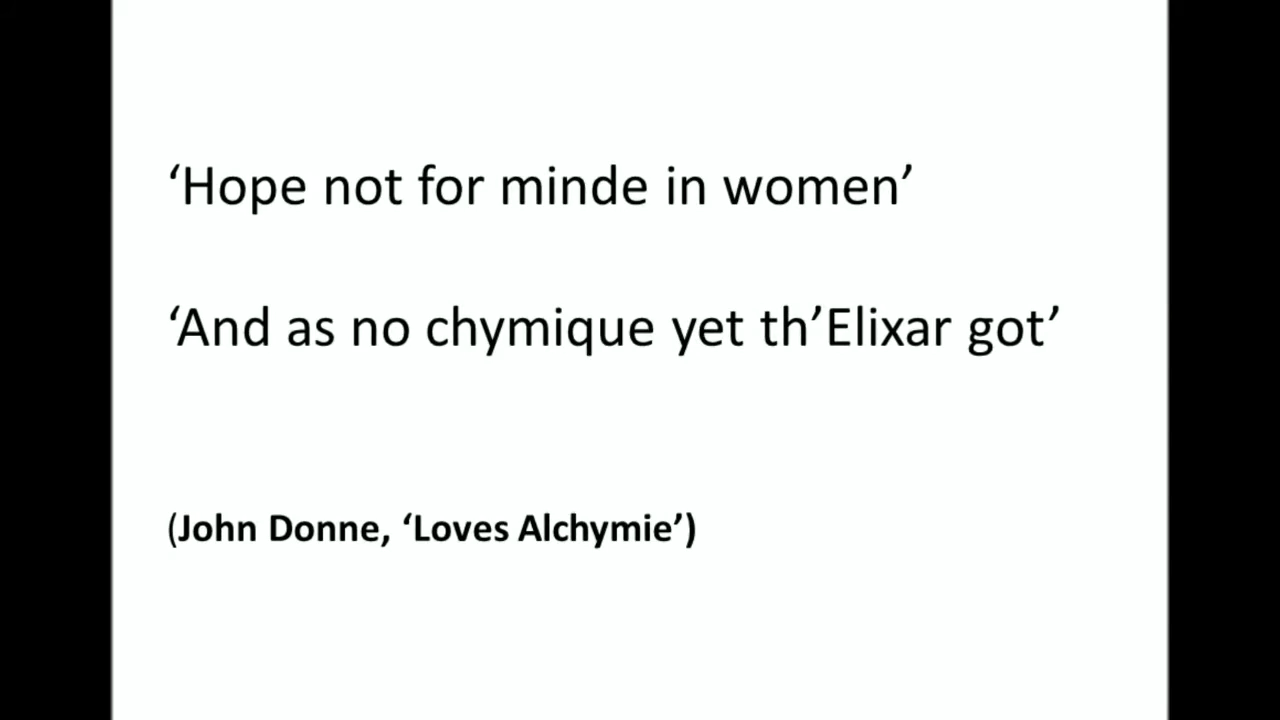 ‘Hope not for minde in women’
‘And as no chymique yet th’Elixar got’
(John Donne, ‘Loves Alchymie’)